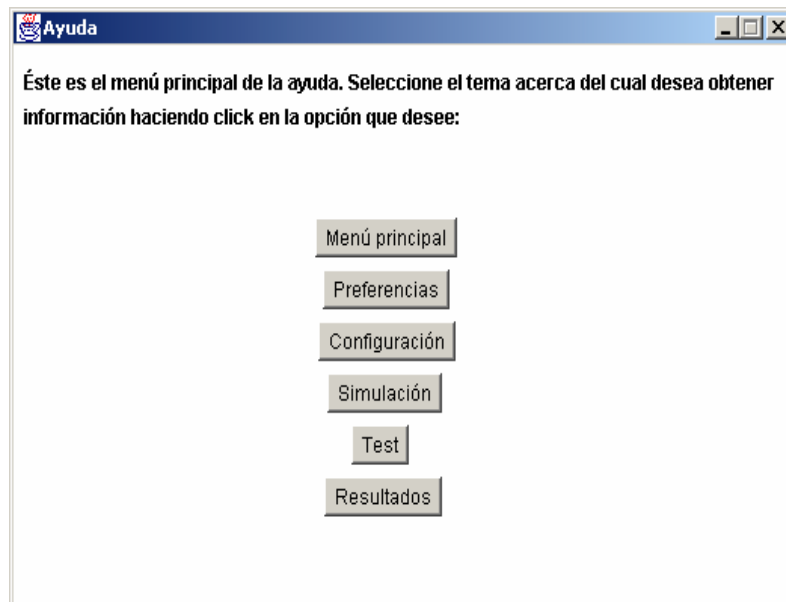 Ayuda
Éste es el menú principal de la ayuda. Seleccione el tema acerca del cual desea obtener
información haciendo click en la opción que desee:
Menú principal
Preferencias
Configuración
Simulación
Test
Resultados